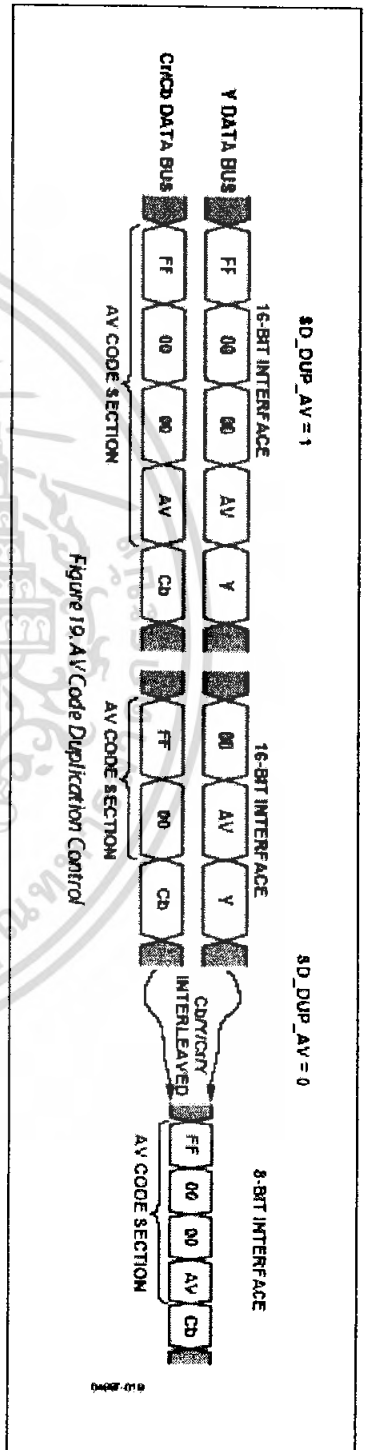 SD_DUP_AV = 1
SD_DUP_AV = 0
16-BIT INTERFACE
16-BIT INTERFACE
8-BIT INTERFACE
Y DATA BUS
FF
00
00
AV
Y
00
AV
Y
Cr/Cb DATA BUS
FF
00
00
AV
Cb
FF
00
Cb
Cb/Y/Cr/Y
INTERLEAVED
FF
00
00
AV
Cb
AV CODE SECTION
AV CODE SECTION
AV CODE SECTION
Figure 19. AV Code Duplication Control